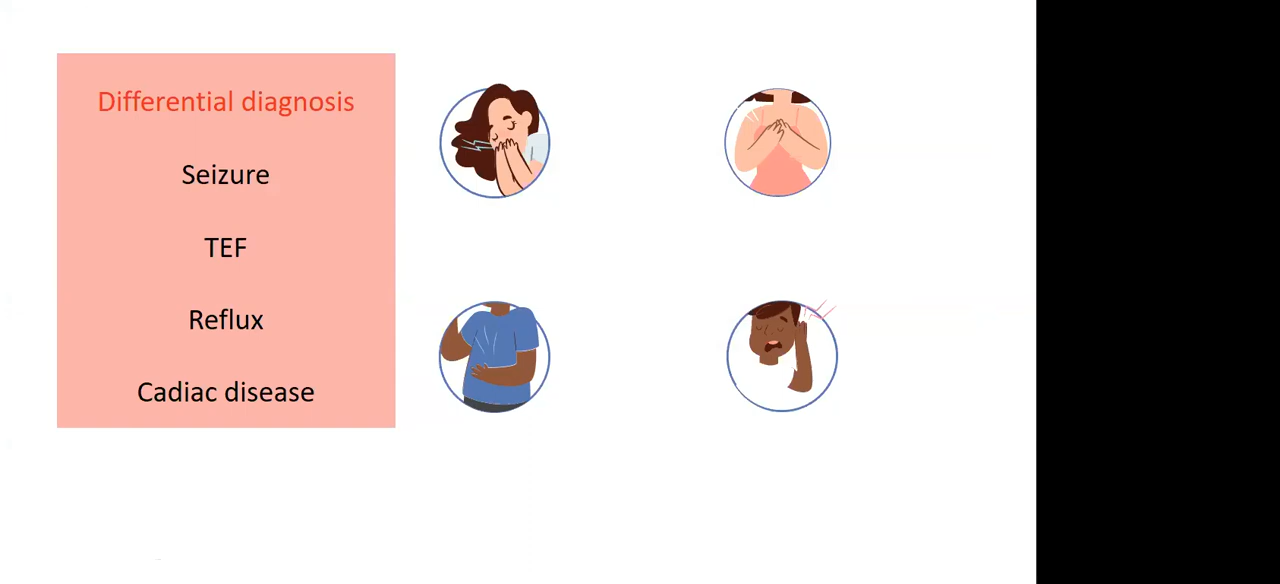 Differential diagnosis
Seizure
TEF
Reflux
Cadiac disease